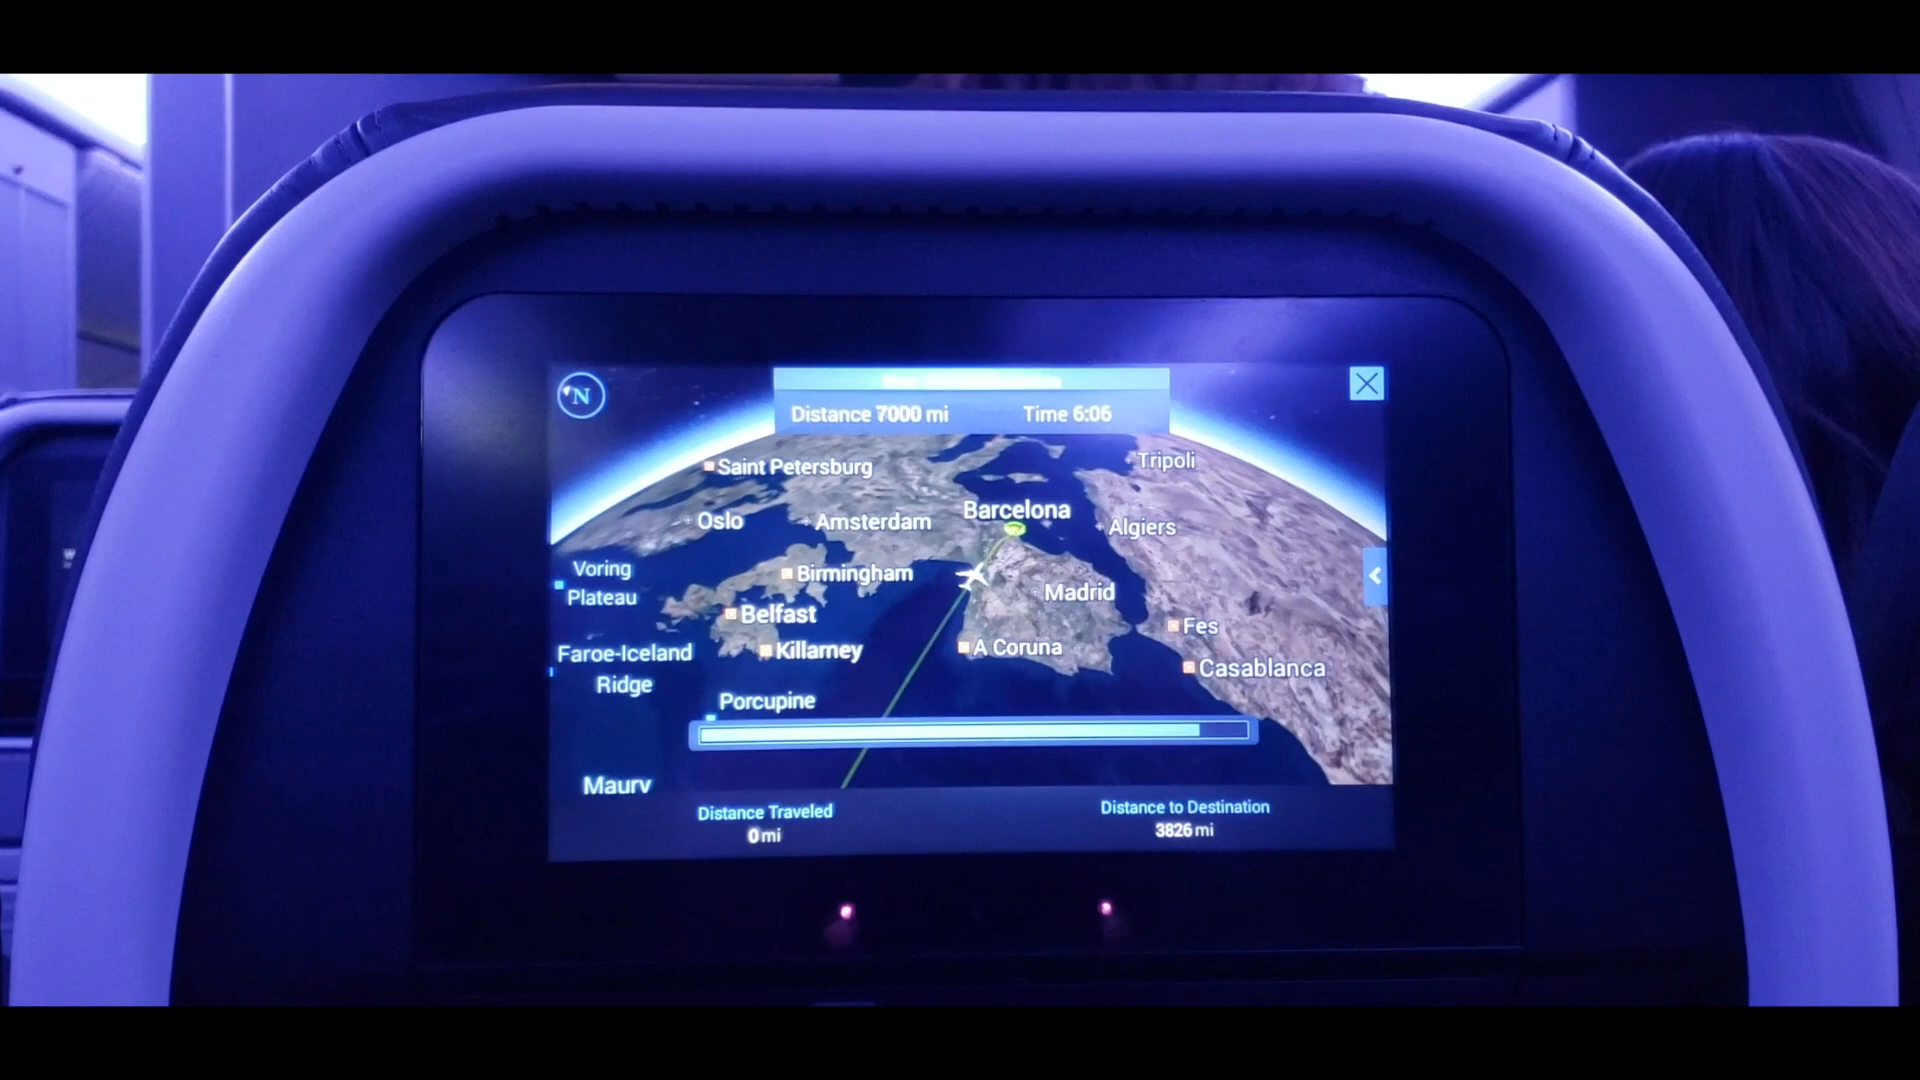 N
Distance 7000 mi Time 6:06
Saint Petersburg
Tripoli
Barcelona
Oslo
Amsterdam
Algiers
Voring
Plateau
Birmingham
Madrid
Belfast
Fes
Killarney
A Coruna
Faroe-Iceland
Ridge
Casablanca
Porcupine
Maury
Distance Traveled
0 mi
Distance to Destination
3826 mi